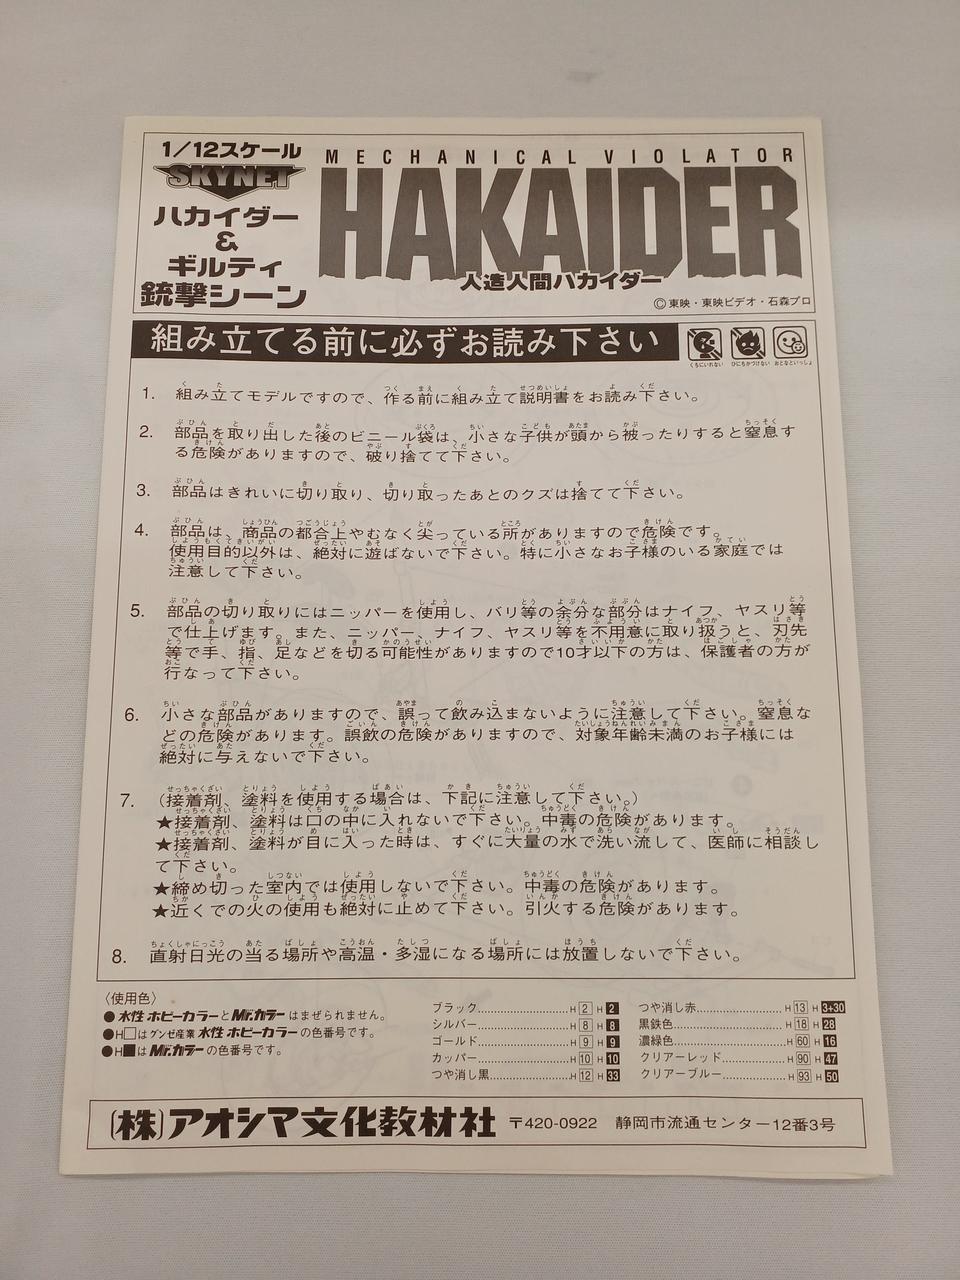 1/12スケール
SKYNET
ハカイダー
&
ギルティ
銃撃シーン
MECHANICAL VIOLATOR
HAKAIDER
人造人間ハカイダー
©東映・東映ビデオ・石森プロ
組み立てる前に必ずお読み下さい
くちにいれない ひにちかづけない おとなといっしょ
1. 組み立てモデルですので、作る前に組み立て説明書をお読み下さい。
2. 部品を取り出した後のビニール袋は、小さな子供が頭から被ったりすると窒息す
る危険がありますので、破り捨てて下さい。
3. 部品はきれいに切り取り、切り取ったあとのクズは捨てて下さい。
4. 部品は、商品の都合上やむなく尖っている所がありますので危険です。
使用目的以外は、絶対に遊ばないで下さい。特に小さなお子様のいる家庭では
注意して下さい。
5. 部品の切り取りにはニッパーを使用し、バリ等の余分な部分はナイフ、ヤスリ等
で仕上げます。また、ニッパー、ナイフ、ヤスリ等を不用意に取り扱うと、刃先
等で手、指、足などを切る可能性がありますので10才以下の方は、保護者の方が
行なって下さい。
6. 小さな部品がありますので、誤って飲み込まないように注意して下さい。窒息な
どの危険があります。誤飲の危険がありますので、対象年齢未満のお子様には
絶対に与えないで下さい。
7. (接着剤、塗料を使用する場合は、下記に注意して下さい。)
★接着剤、塗料は口の中に入れないで下さい。中毒の危険があります。
★接着剤、塗料が目に入った時は、すぐに大量の水で洗い流して、医師に相談し
て下さい。
★締め切った室内では使用しないで下さい。中毒の危険があります。
★近くでの火の使用も絶対に止めて下さい。引火する危険があります。
8. 直射日光の当る場所や高温・多湿になる場所には放置しないで下さい。
〈使用色〉
●水性ホビーカラーとMr.カラーはまぜられません。
●H□はグンゼ産業水性ホビーカラーの色番号です。
●H■はMr.カラーの色番号です。
ブラック………H 2 H 2
シルバー………H 8 H 8
ゴールド………H 9 H 9
カッパー………H 10 H 10
つや消し黒………H 12 H 33
つや消し赤………H 13 H 3+30
黒鉄色………H 18 H 28
濃緑色………H 60 H 16
クリアーレッド………H 90 H 47
クリアーブルー………H 93 H 50
(株)アオシマ文化教材社 〒420-0922 静岡市流通センター12番3号